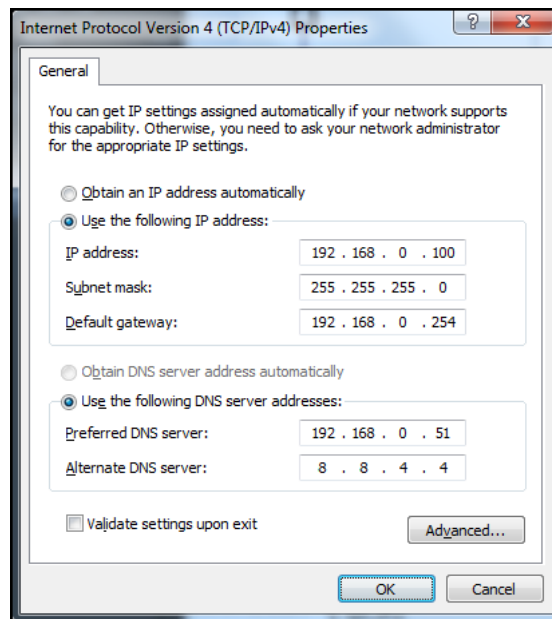 Internet Protocol Version 4 (TCP/IPv4) Properties
General
You can get IP settings assigned automatically if your network supports
this capability. Otherwise, you need to ask your network administrator
for the appropriate IP settings.
Obtain an IP address automatically
Use the following IP address:
IP address: 192 . 168 . 0 . 100
Subnet mask: 255 . 255 . 255 . 0
Default gateway: 192 . 168 . 0 . 254
Obtain DNS server address automatically
Use the following DNS server addresses:
Preferred DNS server: 192 . 168 . 0 . 51
Alternate DNS server: 8 . 8 . 4 . 4
Validate settings upon exit
Advanced...
OK Cancel